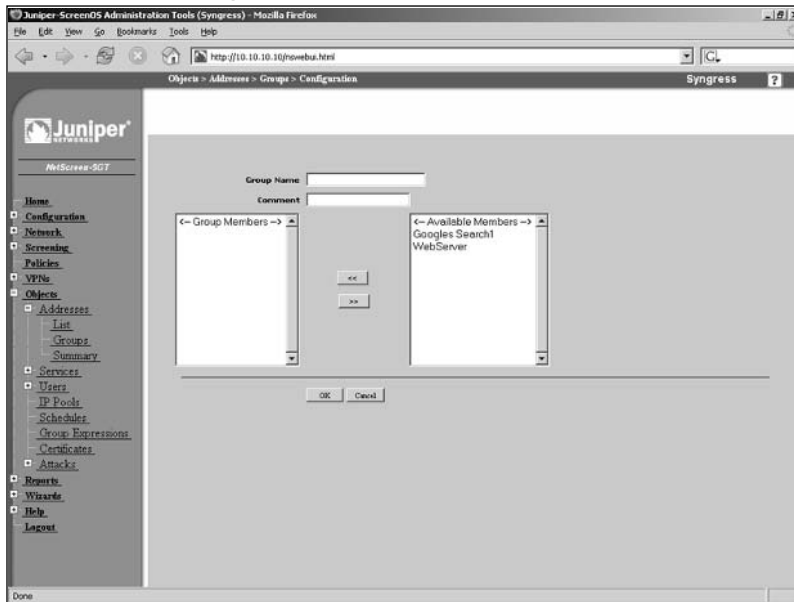 Juniper-ScreenOS Administration Tools (Syngress) - Mozilla Firefox
File Edit View Go Bookmarks Tools Help
http://10.10.10.10/nswebui.html
G
Objects > Addresses > Groups > Configuration
Syngress ?
Juniper
NETWORKS
NetScreen-5GT
Home
Configuration
Network
Screening
Policies
VPNs
Objects
Addresses
List
Groups
Summary
Services
Users
IP Pools
Schedules
Group Expressions
Certificates
Attacks
Reports
Wizards
Help
Logout
Group Name
Comment
<-- Group Members -->
<<
>>
<-- Available Members -->
Googles Search1
WebServer
OK Cancel
Done